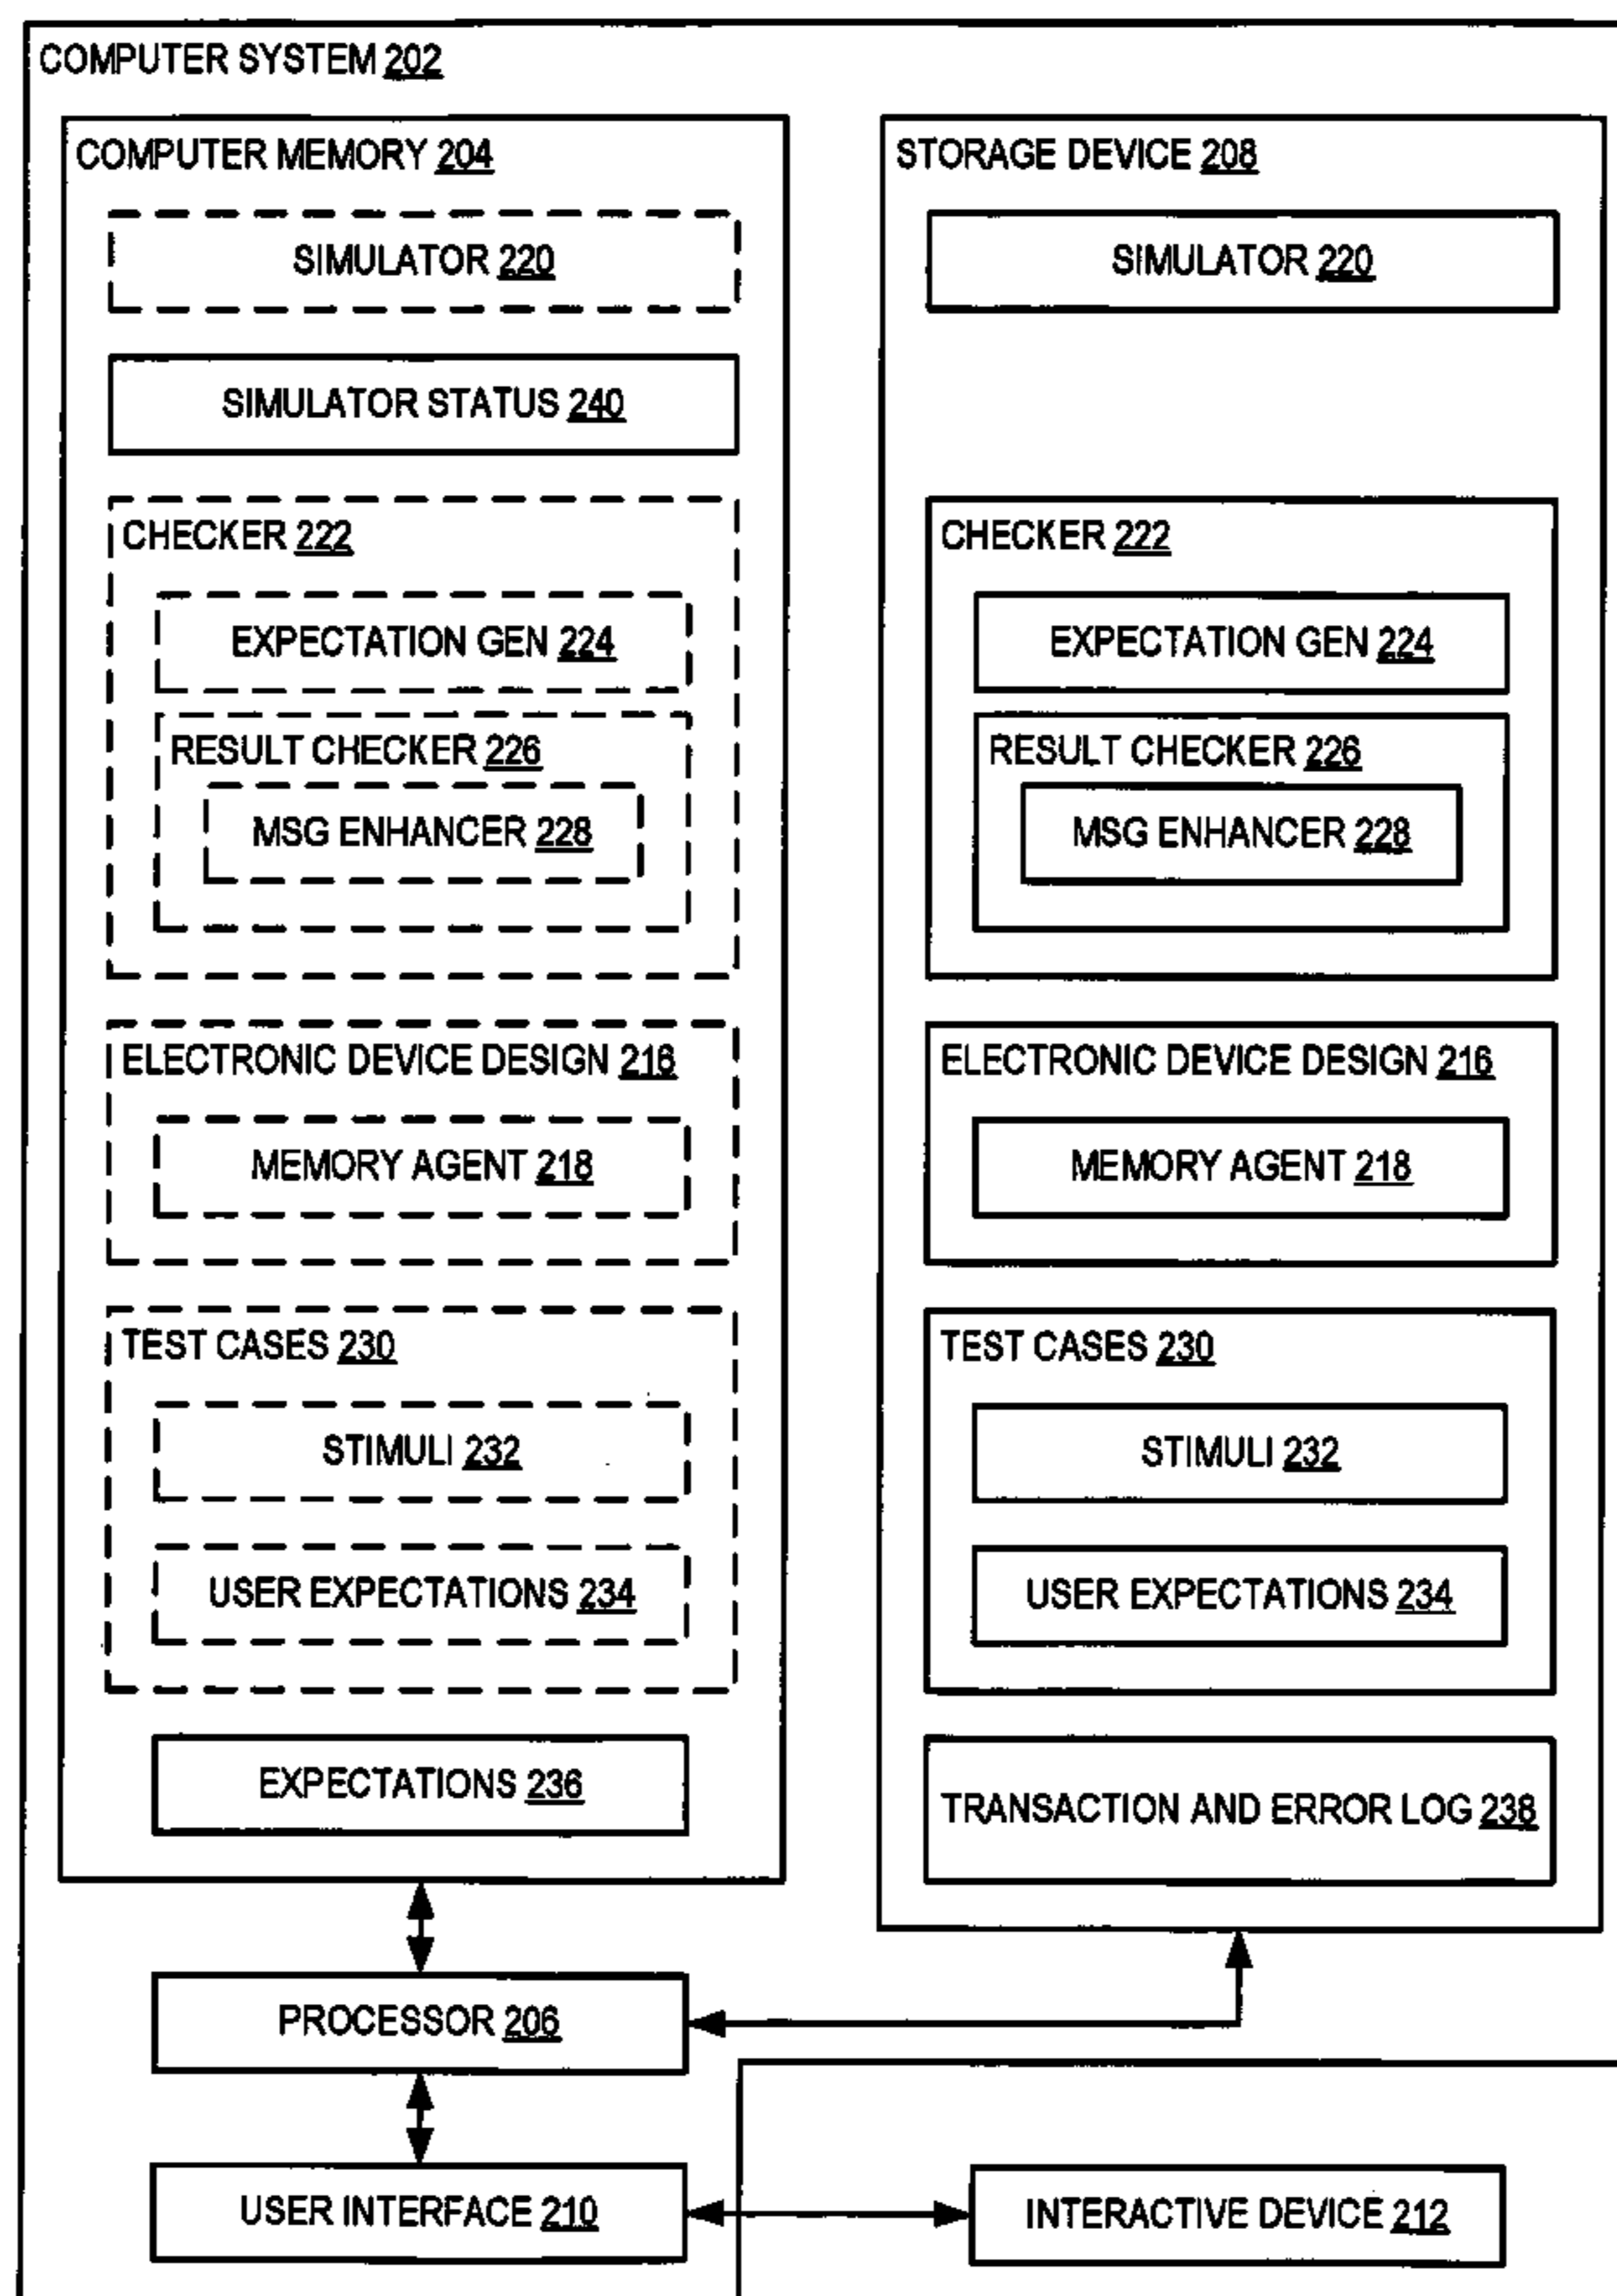 COMPUTER SYSTEM 202
COMPUTER MEMORY 204
SIMULATOR 220
SIMULATOR STATUS 240
CHECKER 222
EXPECTATION GEN 224
RESULT CHECKER 226
MSG ENHANCER 228
ELECTRONIC DEVICE DESIGN 216
MEMORY AGENT 218
TEST CASES 230
STIMULI 232
USER EXPECTATIONS 234
EXPECTATIONS 236
STORAGE DEVICE 208
SIMULATOR 220
CHECKER 222
EXPECTATION GEN 224
RESULT CHECKER 226
MSG ENHANCER 228
ELECTRONIC DEVICE DESIGN 216
MEMORY AGENT 218
TEST CASES 230
STIMULI 232
USER EXPECTATIONS 234
TRANSACTION AND ERROR LOG 238
PROCESSOR 206
USER INTERFACE 210
INTERACTIVE DEVICE 212